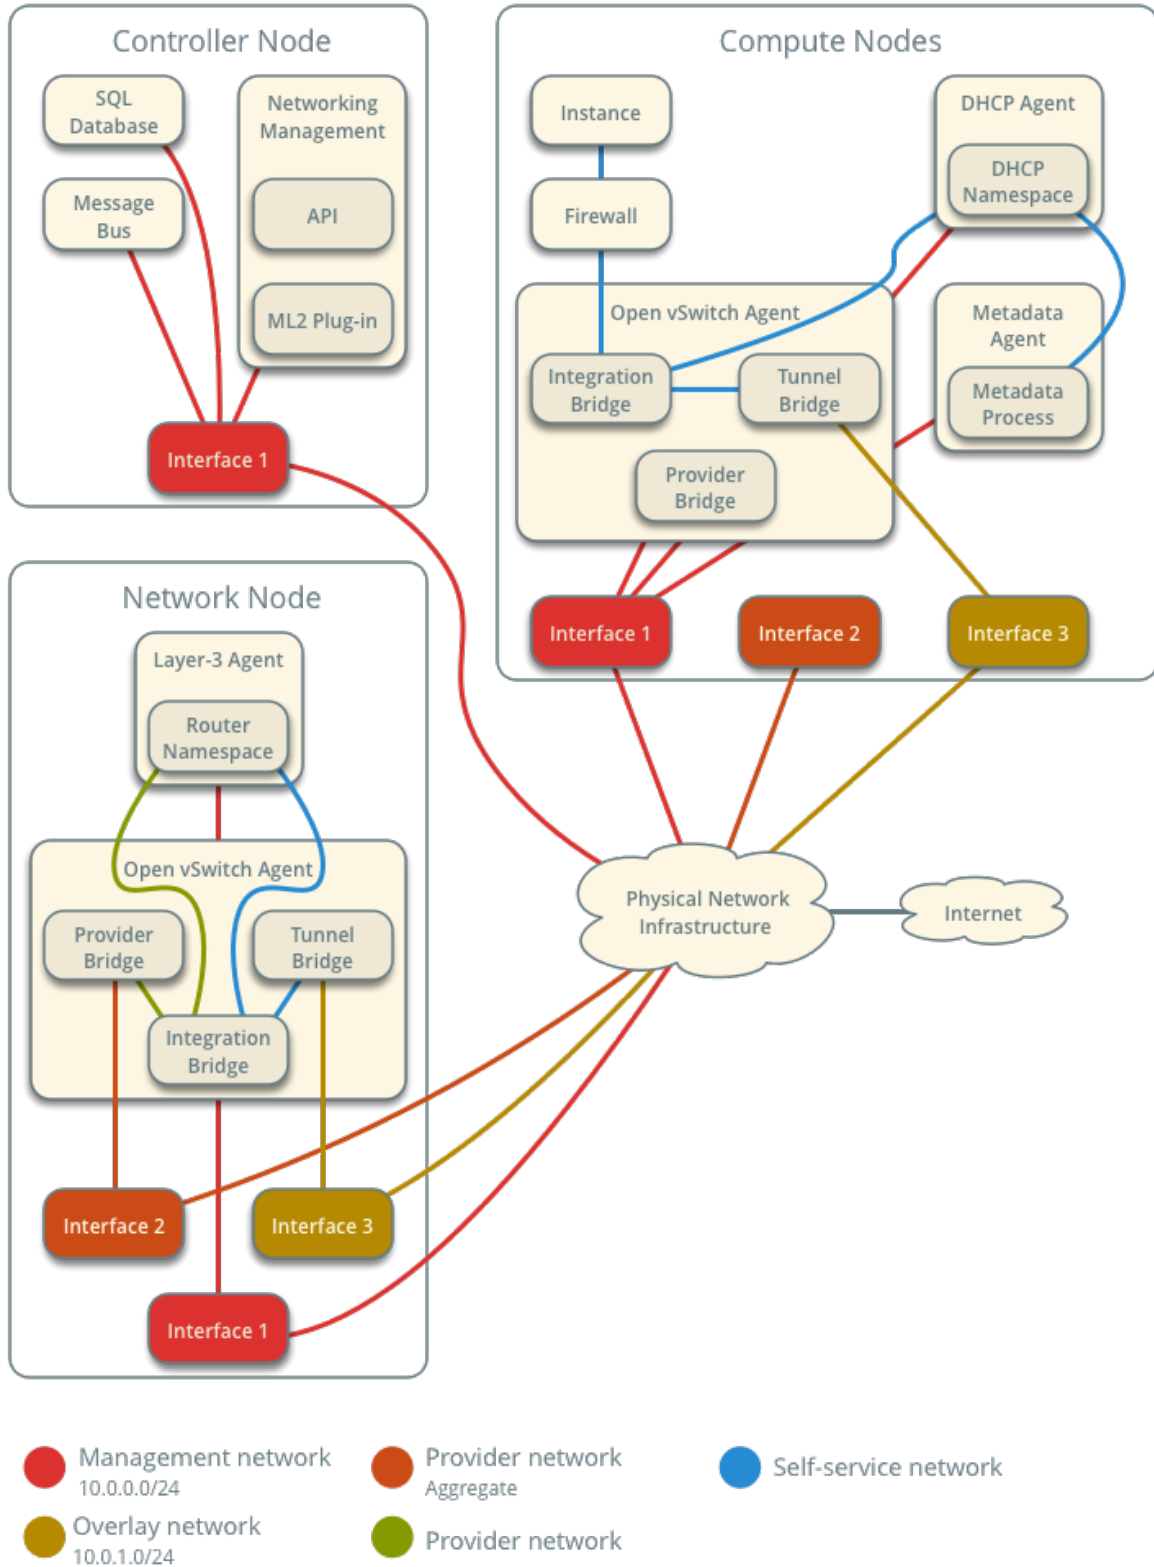 Controller Node
SQL
Database
Networking
Management
Message
Bus
API
ML2 Plug-in
Interface 1
Compute Nodes
Instance
DHCP Agent
DHCP
Namespace
Firewall
Open vSwitch Agent
Metadata
Agent
Integration
Bridge
Tunnel
Bridge
Metadata
Process
Provider
Bridge
Interface 1
Interface 2
Interface 3
Network Node
Layer-3 Agent
Router
Namespace
Open vSwitch Agent
Provider
Bridge
Tunnel
Bridge
Integration
Bridge
Interface 2
Interface 3
Interface 1
Physical Network
Infrastructure
Internet
Management network
10.0.0.0/24
Provider network
Aggregate
Self-service network
Overlay network
10.0.1.0/24
Provider network